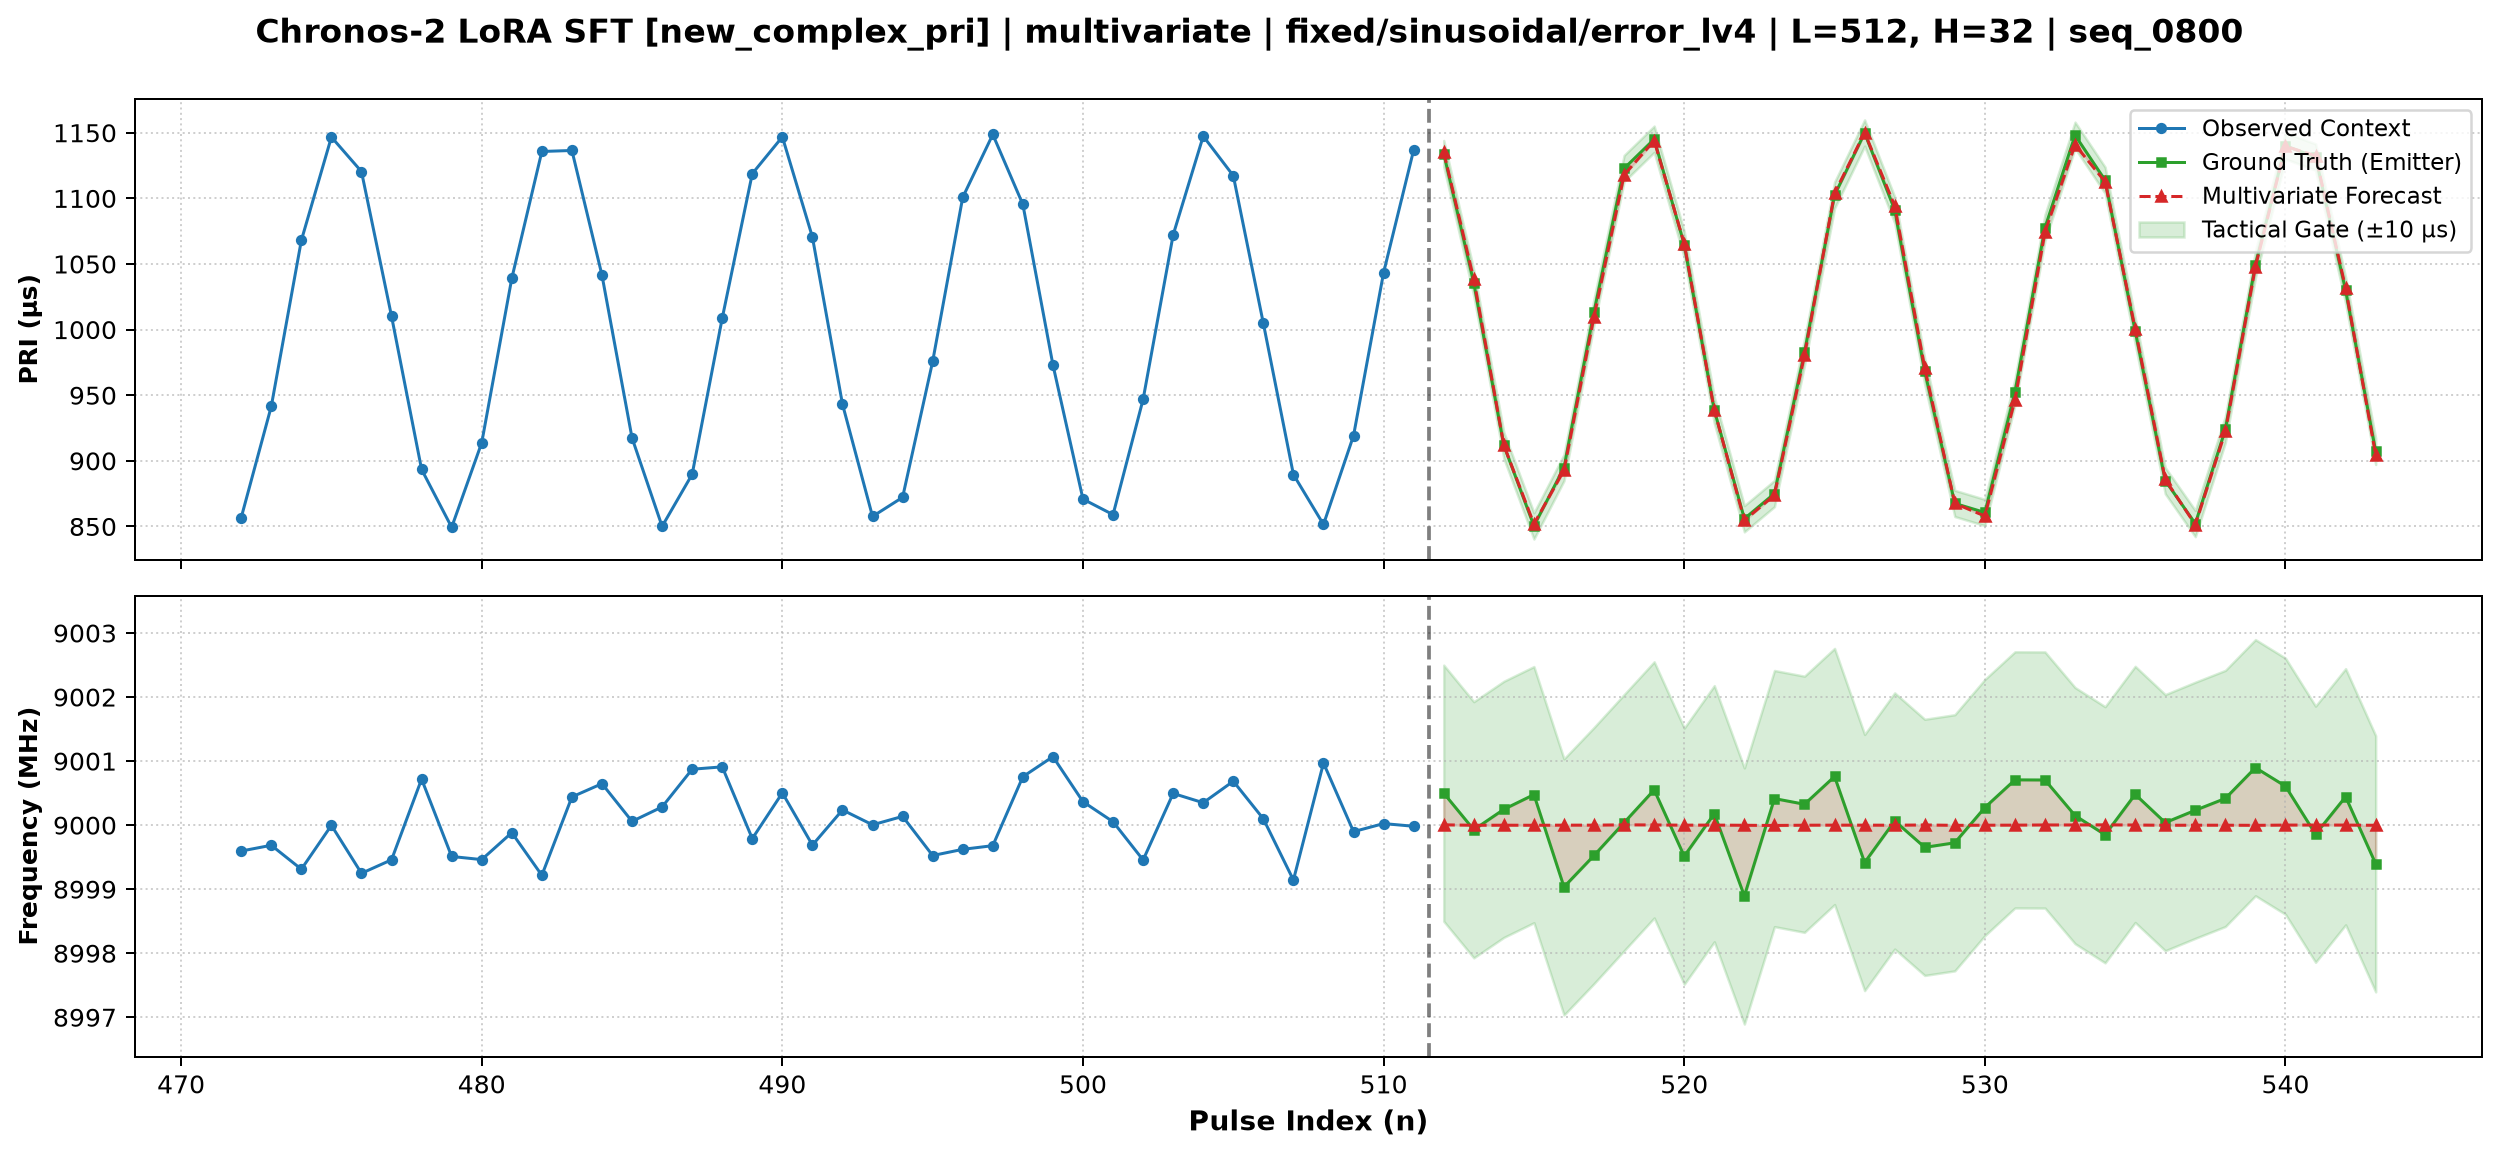 Chronos-2 LoRA SFT [new_complex_pri] | multivariate | fixed/sinusoidal/error_lv4 | L=512, H=32 | seq_0800
PRI (µs)
1150
1100
1050
1000
950
900
850
Observed Context
Ground Truth (Emitter)
Multivariate Forecast
Tactical Gate (±10 µs)
Frequency (MHz)
9003
9002
9001
9000
8999
8998
8997
470 480 490 500 510 520 530 540
Pulse Index (n)